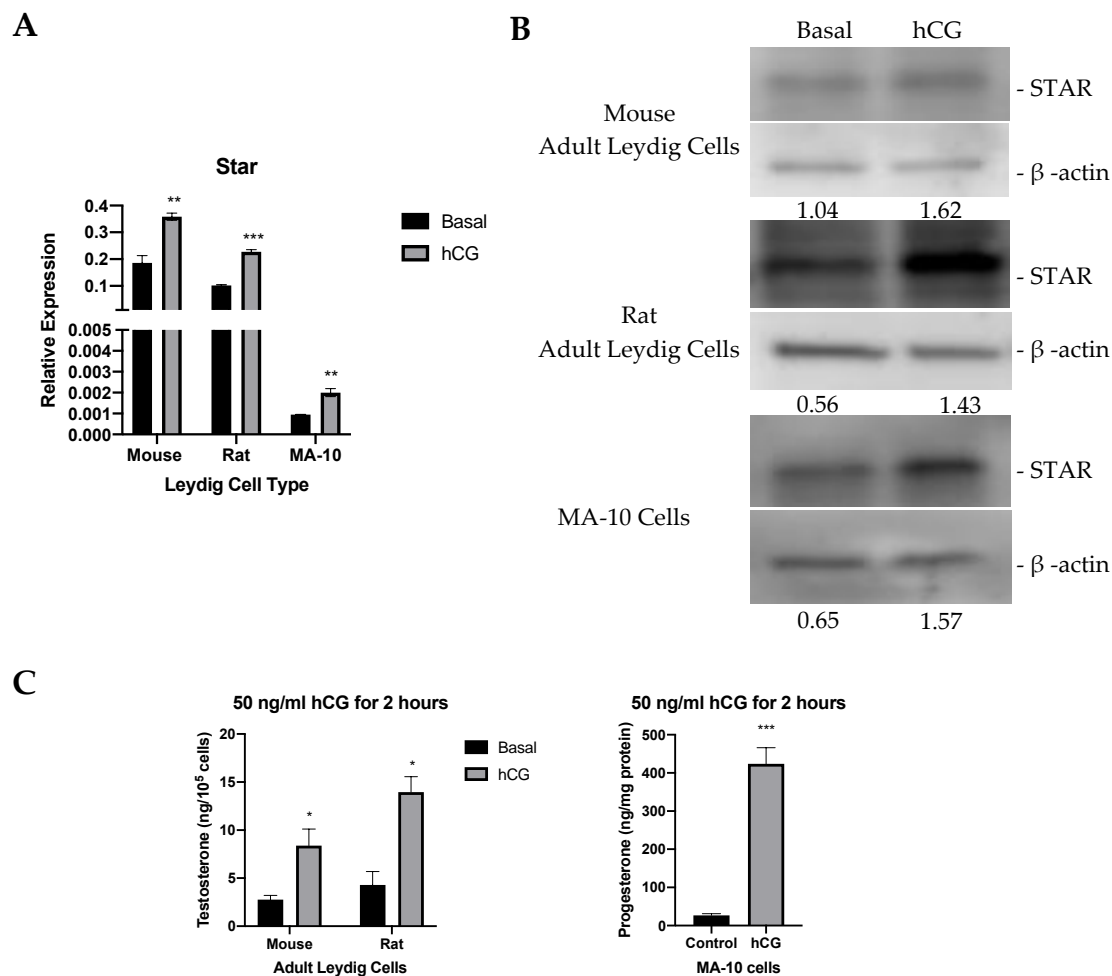 A
Star
**
***
**
0.4
0.3
0.2
0.1
0.005
0.004
0.003
0.002
0.001
0.000
Relative Expression
Mouse Rat MA-10
Leydig Cell Type
Basal
hCG
B
Basal hCG
Mouse
Adult Leydig Cells
- STAR
- β -actin
1.04 1.62
Rat
Adult Leydig Cells
- STAR
- β -actin
0.56 1.43
MA-10 Cells
- STAR
- β -actin
0.65 1.57
C
50 ng/ml hCG for 2 hours
20
15
10
5
0
Testosterone (ng/10⁵ cells)
*
*
Mouse Rat
Adult Leydig Cells
Basal
hCG
50 ng/ml hCG for 2 hours
***
500
400
300
200
100
0
Progesterone (ng/mg protein)
Control hCG
MA-10 cells